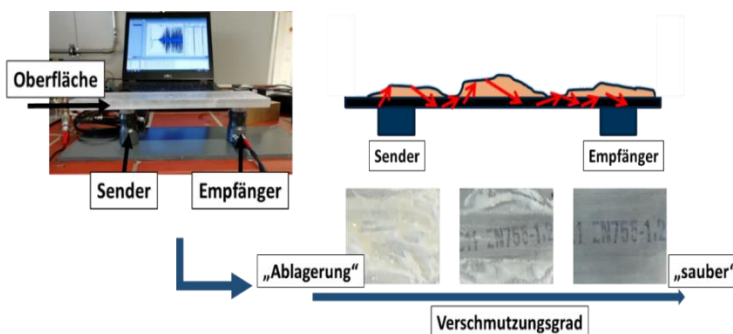 Oberfläche
Sender
Empfänger
Sender
Empfänger
„Ablagerung“
EN755-1.2
EN755-1.2
„sauber“
Verschmutzungsgrad